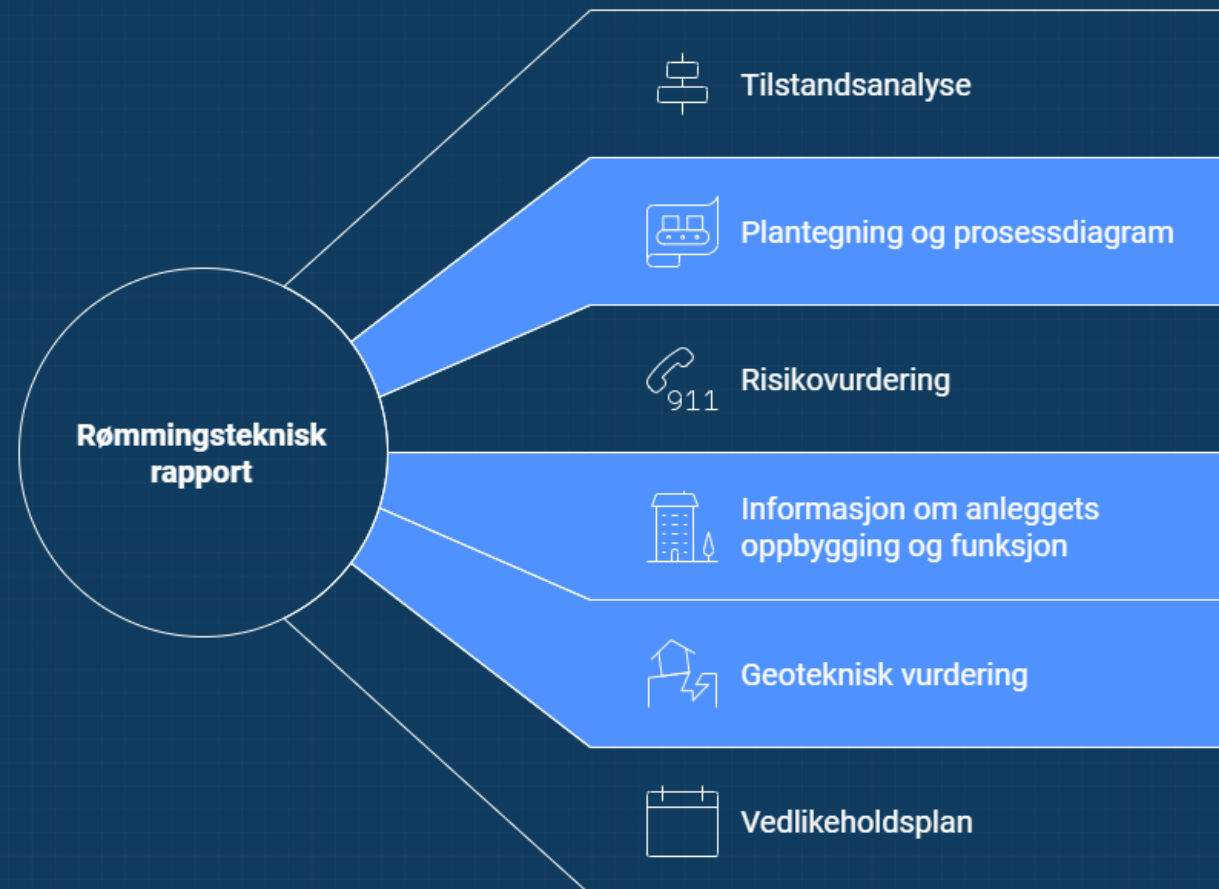 Tilstandsanalyse
Plantegning og prosessdiagram
911
Risikovurdering
Rømmingsteknisk
rapport
Informasjon om anleggets
oppbygging og funksjon
Geoteknisk vurdering
Vedlikeholdsplan